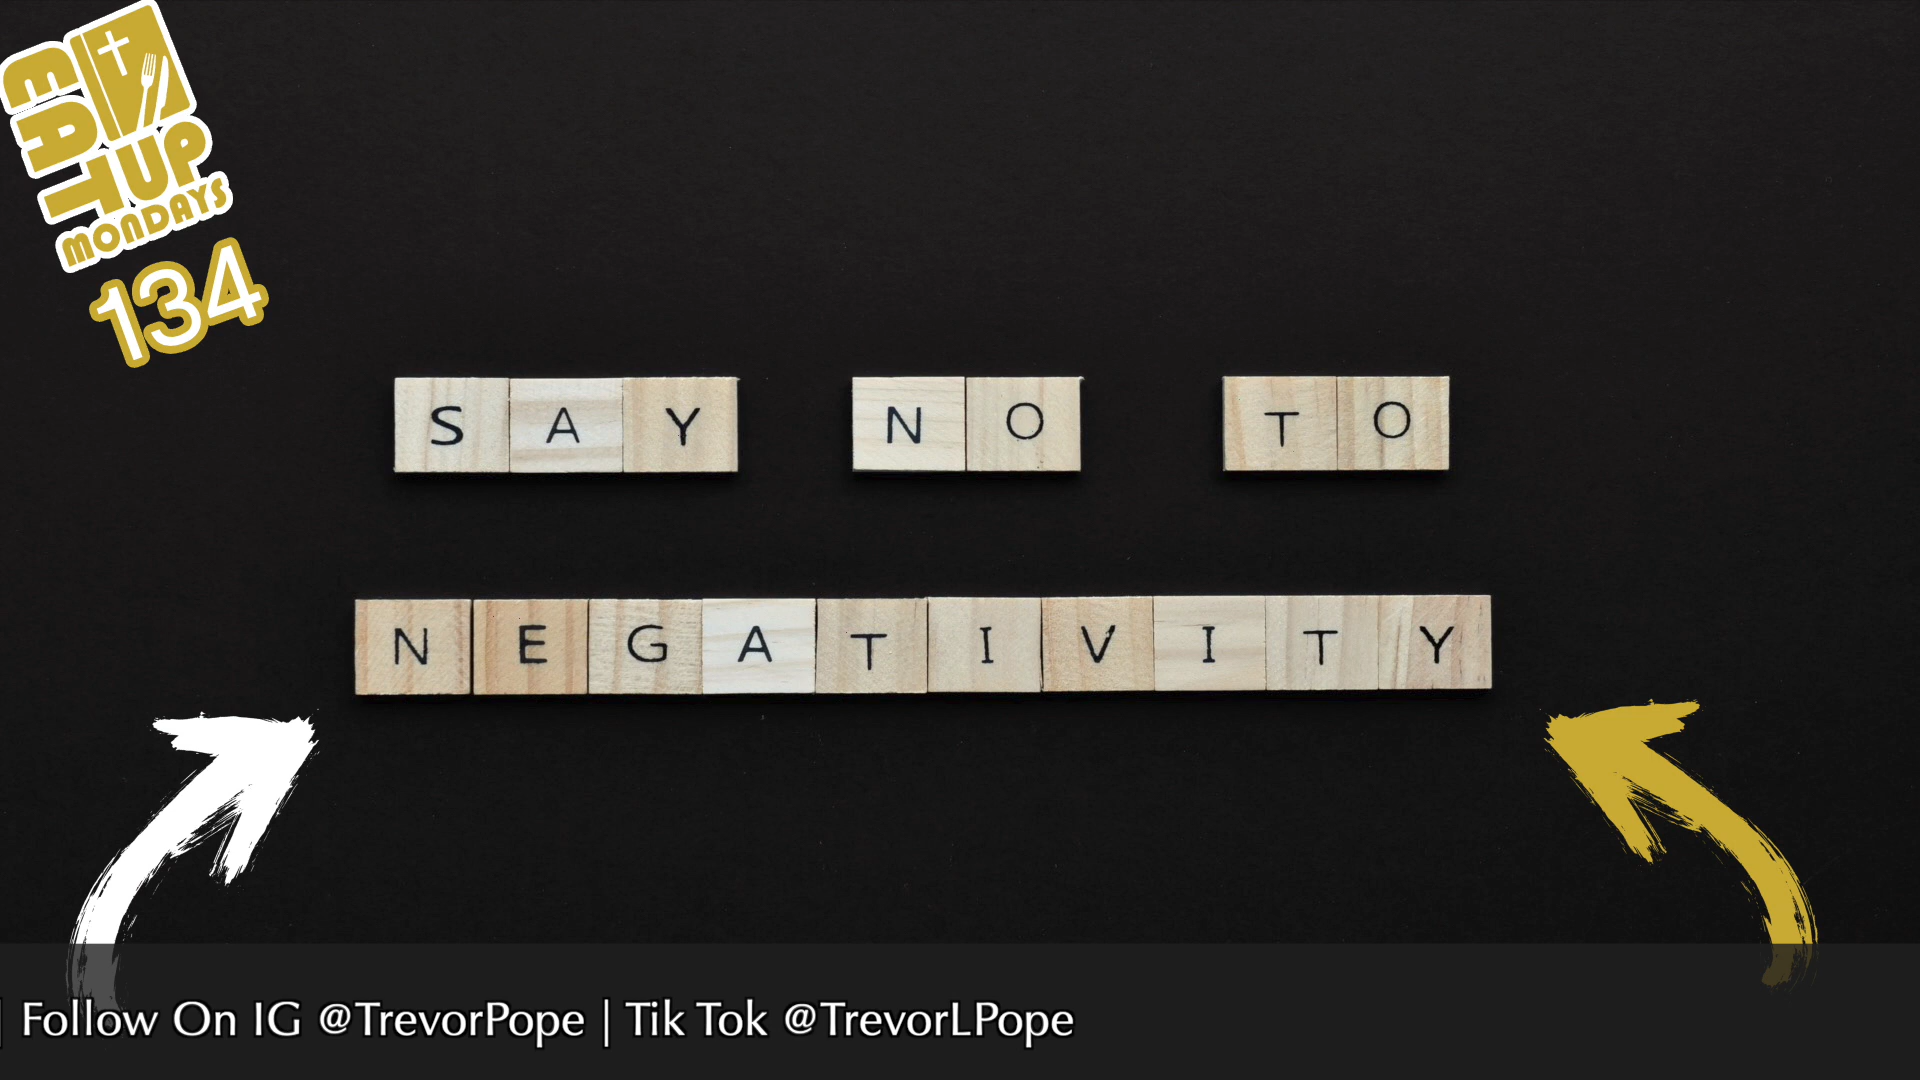 EAT
UP
MONDAYS
134
SAY NO TO
NEGATIVITY
| Follow On IG @TrevorPope | Tik Tok @TrevorLPope